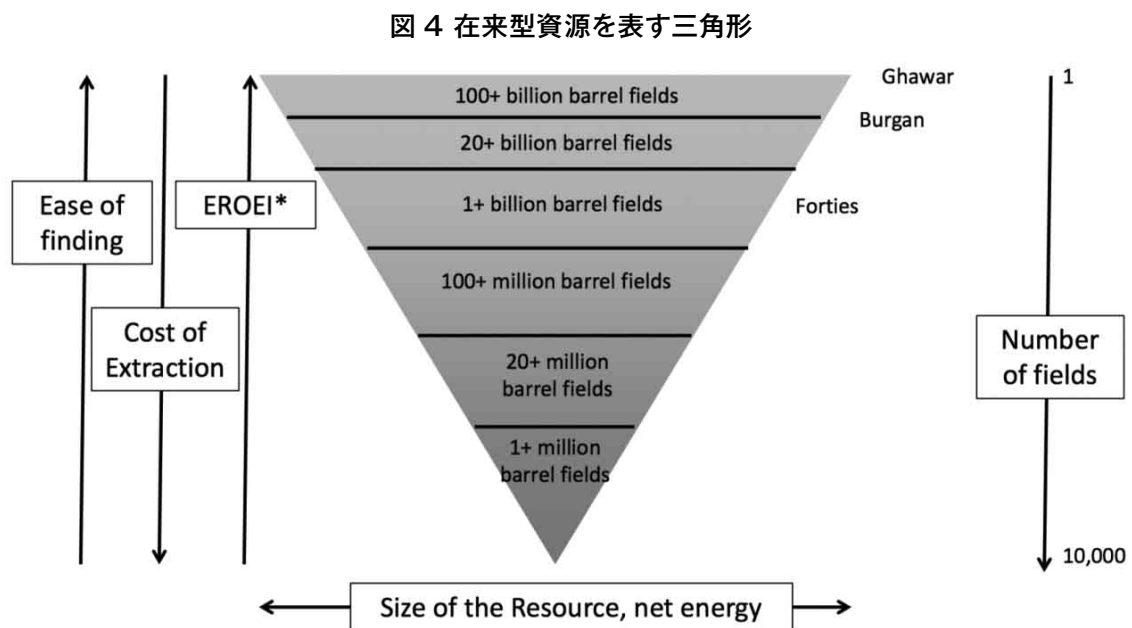 図 4 在来型資源を表す三角形
Ghawar
1
100+ billion barrel fields
Burgan
20+ billion barrel fields
Ease of
finding
EROEI*
1+ billion barrel fields
Forties
100+ million barrel fields
Cost of
Extraction
Number
of fields
20+ million
barrel fields
1+ million
barrel fields
10,000
Size of the Resource, net energy